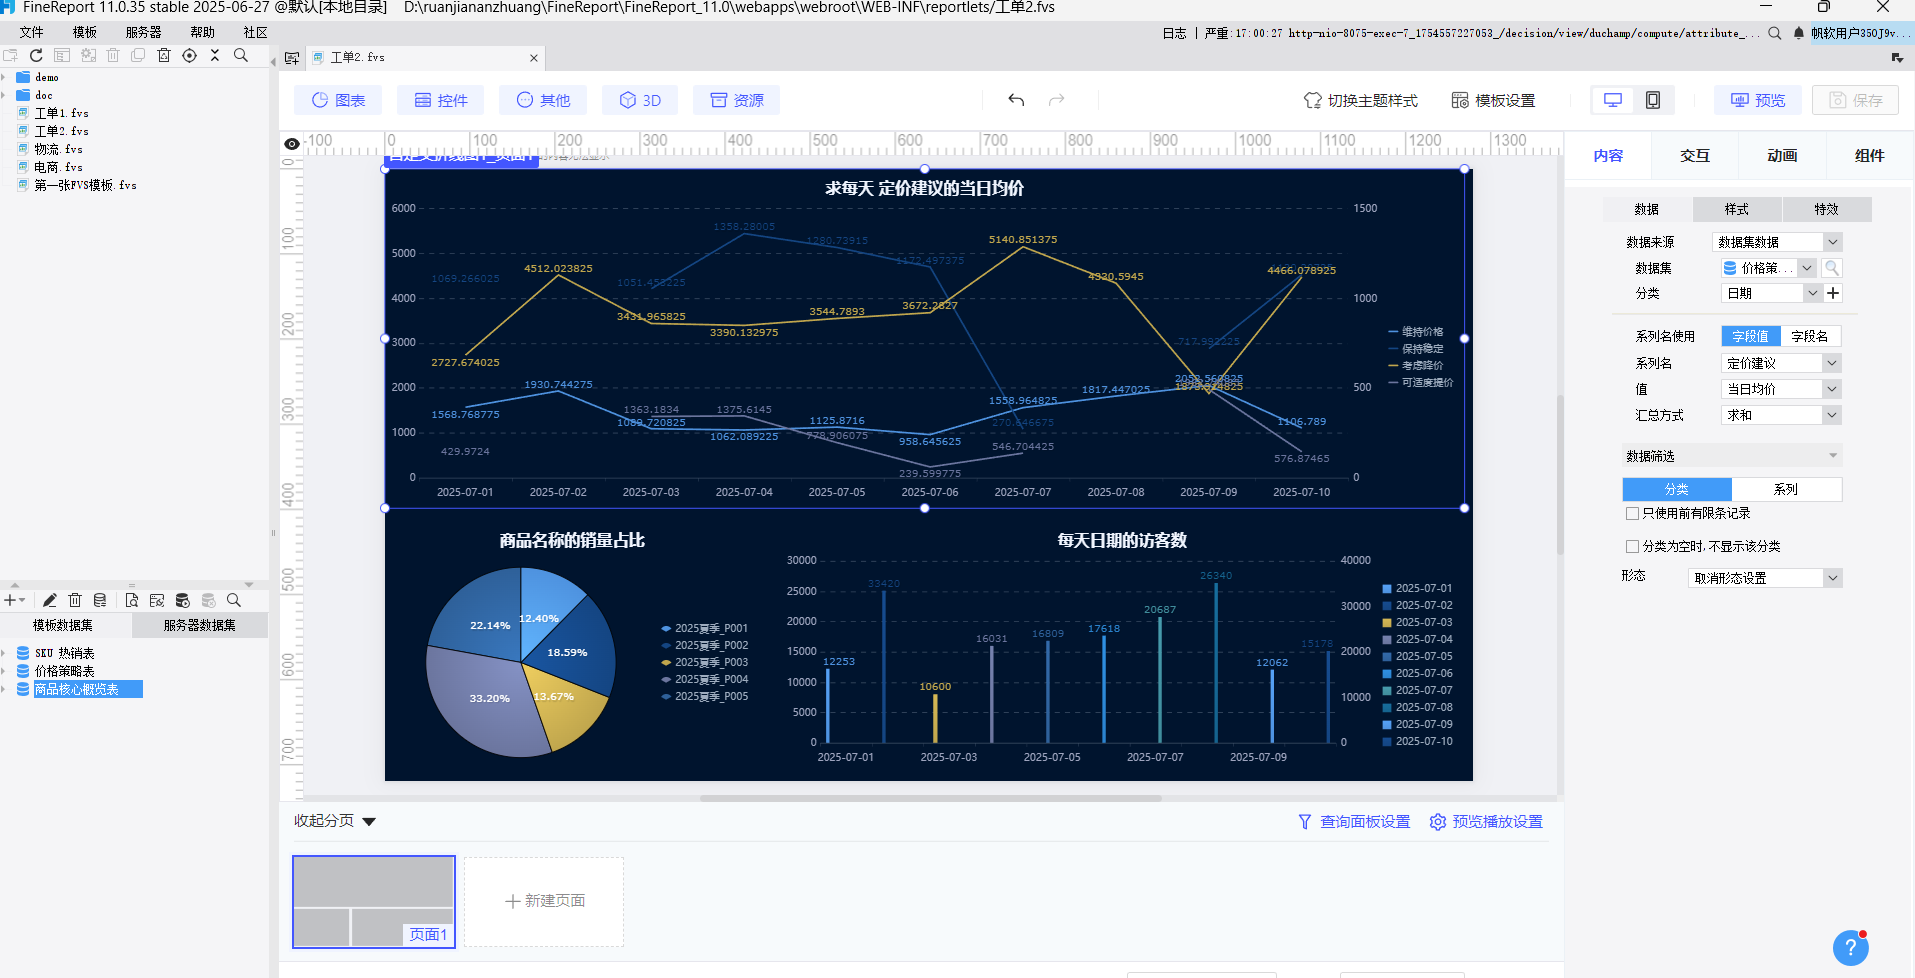 FineReport 11.0.35 stable 2025-06-27 @默认[本地目录] D:\ruanjiananzhuang\FineReport\FineReport_11.0\webapps\webroot\WEB-INF\reportlets/工单2.fvs
文件 模板 服务器 帮助 社区
日志 | 严重:17:00:27 http-nio-8075-exec-7_1754557227053_/decision/view/duchamp/compute/attribute_...
帆软用户350J9v...
工单2.fvs
demo
doc
工单1.fvs
工单2.fvs
物流.fvs
电商.fvs
第一张FVS模板.fvs
图表 控件 其他 3D 资源
切换主题样式 模板设置 预览 保存
-100 0 100 200 300 400 500 600 700 800 900 1000 1100 1200 1300
0
100
200
300
400
500
600
700
求每天 定价建议的当日均价
6000
5000
4000
3000
2000
1000
0
1500
1000
500
0
1358.28005
1280.73915
1172.497375
1069.266025
1051.453225
5140.851375
4512.023825
4330.5945
4466.078925
3431.965825
3390.132975
3544.7893
3672.2827
2727.674025
270.646675
1930.744275
1568.768775
1089.720825
1062.089225
1125.8716
958.645625
1558.964825
1817.447025
1106.789
1363.1834
1375.6145
778.906075
239.599775
546.704425
576.87465
429.9724
2025-07-01 2025-07-02 2025-07-03 2025-07-04 2025-07-05 2025-07-06 2025-07-07 2025-07-08 2025-07-09 2025-07-10
维持价格
保持稳定
考虑降价
可适度提价
商品名称的销量占比
12.40%
18.59%
13.67%
33.20%
22.14%
2025夏季_P001
2025夏季_P002
2025夏季_P003
2025夏季_P004
2025夏季_P005
每天日期的访客数
30000
25000
20000
15000
10000
5000
0
40000
30000
20000
10000
0
12253
33420
10600
16031
16809
17618
20687
26340
12062
15178
2025-07-01 2025-07-03 2025-07-05 2025-07-07 2025-07-09
2025-07-01
2025-07-02
2025-07-03
2025-07-04
2025-07-05
2025-07-06
2025-07-07
2025-07-08
2025-07-09
2025-07-10
内容 交互 动画 组件
数据 样式 特效
数据来源 数据集数据
数据集 价格策...
分类 日期
系列名使用 字段值 字段名
系列名 定价建议
值 当日均价
汇总方式 求和
数据筛选
分类 系列
只使用前有限条记录
分类为空时,不显示该分类
形态 取消形态设置
模板数据集 服务器数据集
SKU 热销表
价格策略表
商品核心概览表
收起分页
查询面板设置 预览播放设置
页面1
新建页面
?